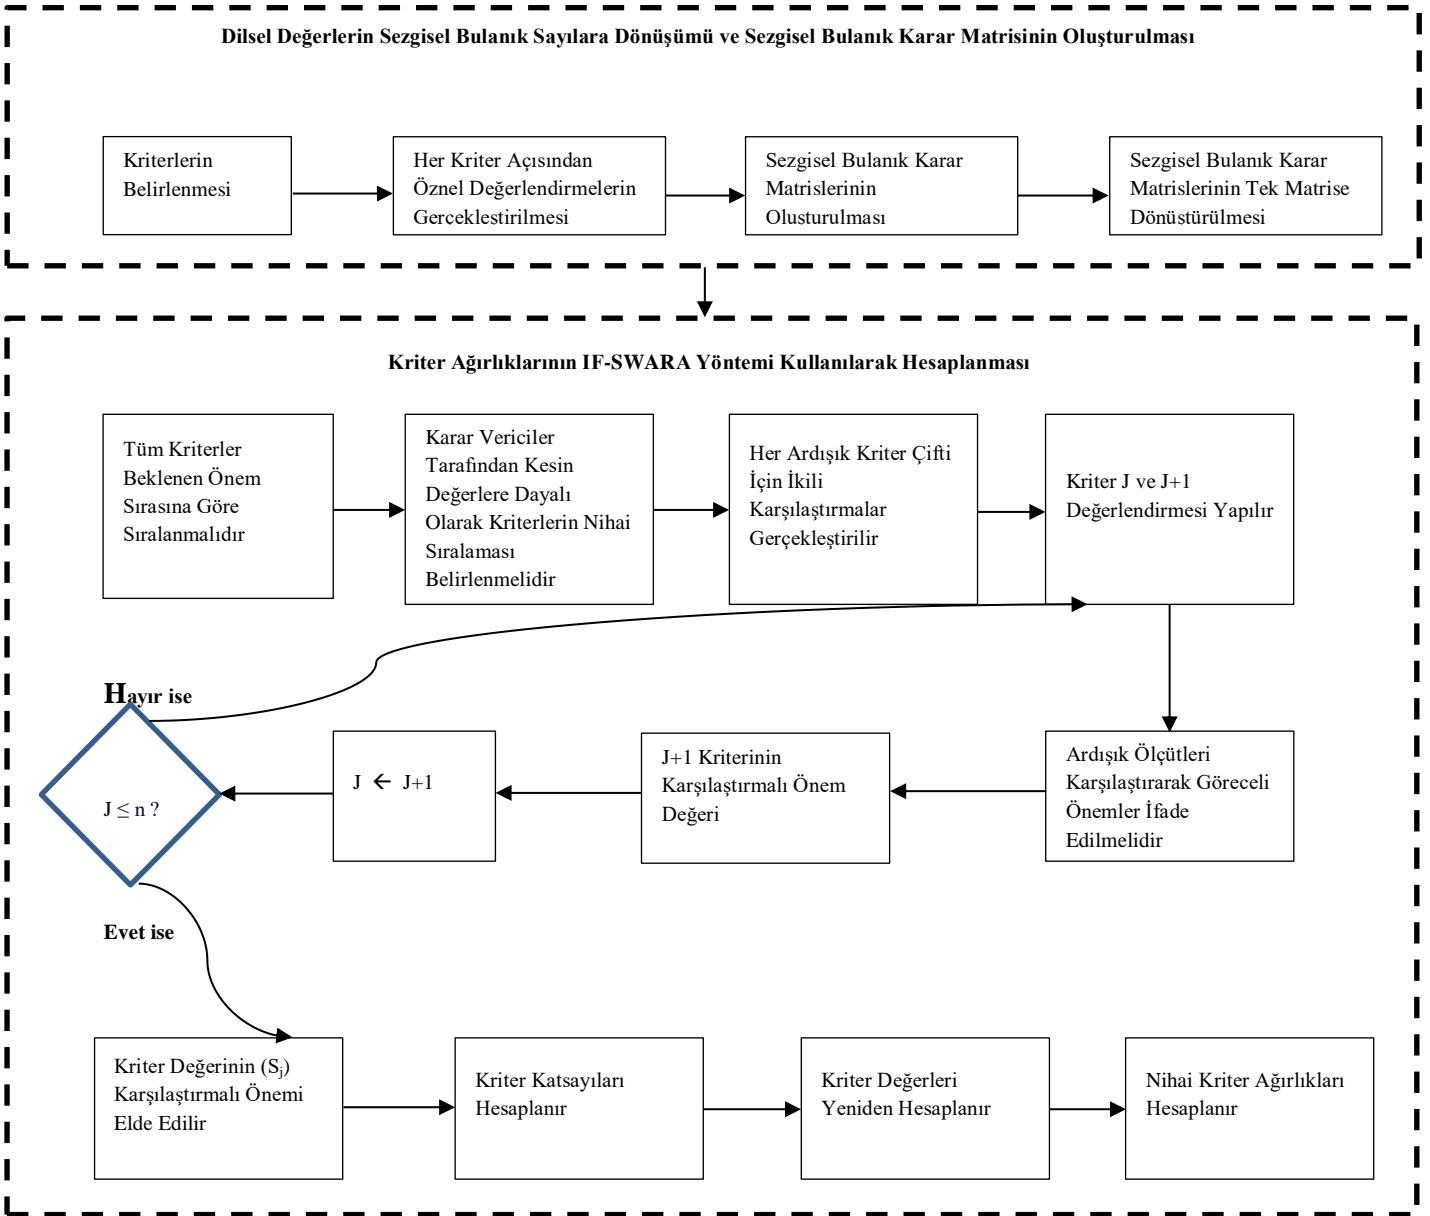 Dilsel Değerlerin Sezgisel Bulanık Sayılara Dönüşümü ve Sezgisel Bulanık Karar Matrisinin Oluşturulması
Kriterlerin
Belirlenmesi
Her Kriter Açısından
Öznel Değerlendirmelerin
Gerceklestirilmesi
Sezgisel Bulanık Karar
Matrislerinin
Olusturulması
Sezgisel Bulanık Karar
Matrislerinin Tek Matrise
Dönüstürülmesi
Kriter Ağırlıklarının IF-SWARA Yöntemi Kullanılarak Hesaplanması
Tüm Kriterler
Beklenen Önem
Sırasına Göre
Sıralanmalıdır
Karar Vericiler
Tarafından Kesin
Değerlere Dayalı
Olarak Kriterlerin Nihai
Sıralaması
Belirlenmelidir
Her Ardışık Kriter Çifti
İçin İkili
Karşılaştırmalar
Gerçekleştirilir
Kriter J ve J+1
Değerlendirmesi Yapılır
Ardışık Ölçütleri
Karşılaştırarak Göreceli
Önemler İfade
Edilmelidir
J+1 Kriterinin
Karşılaştırmalı Önem
Değeri
J ← J+1
Hayır ise
J ≤ n ?
Evet ise
Kriter Değerinin (Sj)
Karşılaştırmalı Önemi
Elde Edilir
Kriter Katsayıları
Hesaplanır
Kriter Değerleri
Yeniden Hesaplanır
Nihai Kriter Ağırlıkları
Hesaplanır